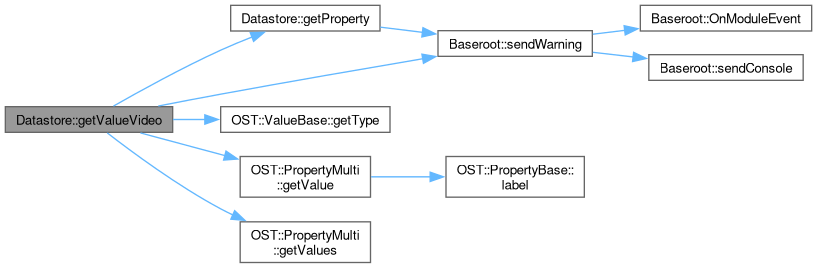 Datastore::getValueVideo
Datastore::getProperty
Baseroot::sendWarning
Baseroot::OnModuleEvent
Baseroot::sendConsole
OST::ValueBase::getType
OST::PropertyMulti
::getValue
OST::PropertyBase::
label
OST::PropertyMulti
::getValues